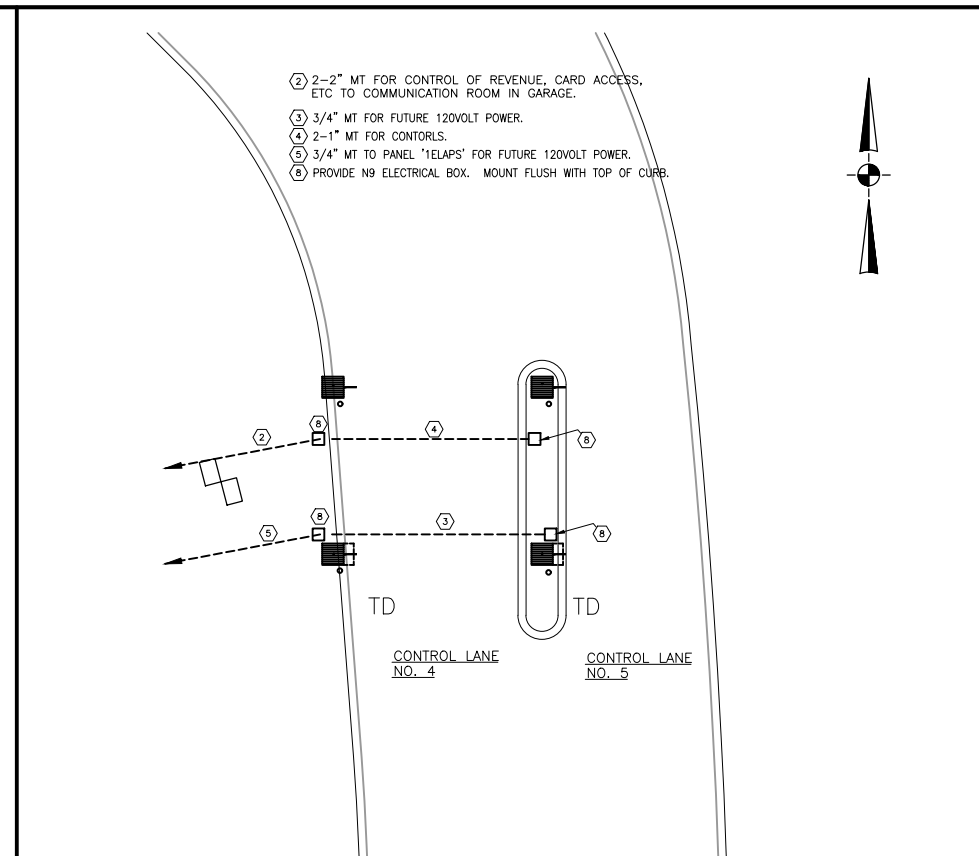 2 2-2" MT FOR CONTROL OF REVENUE, CARD ACCESS,
ETC TO COMMUNICATION ROOM IN GARAGE.
3 3/4" MT FOR FUTURE 120VOLT POWER.
4 2-1" MT FOR CONTORLS.
5 3/4" MT TO PANEL '1ELAPS' FOR FUTURE 120VOLT POWER.
8 PROVIDE N9 ELECTRICAL BOX. MOUNT FLUSH WITH TOP OF CURB.
8
2
4
8
8
5
3
8
TD
TD
CONTROL LANE
NO. 4
CONTROL LANE
NO. 5